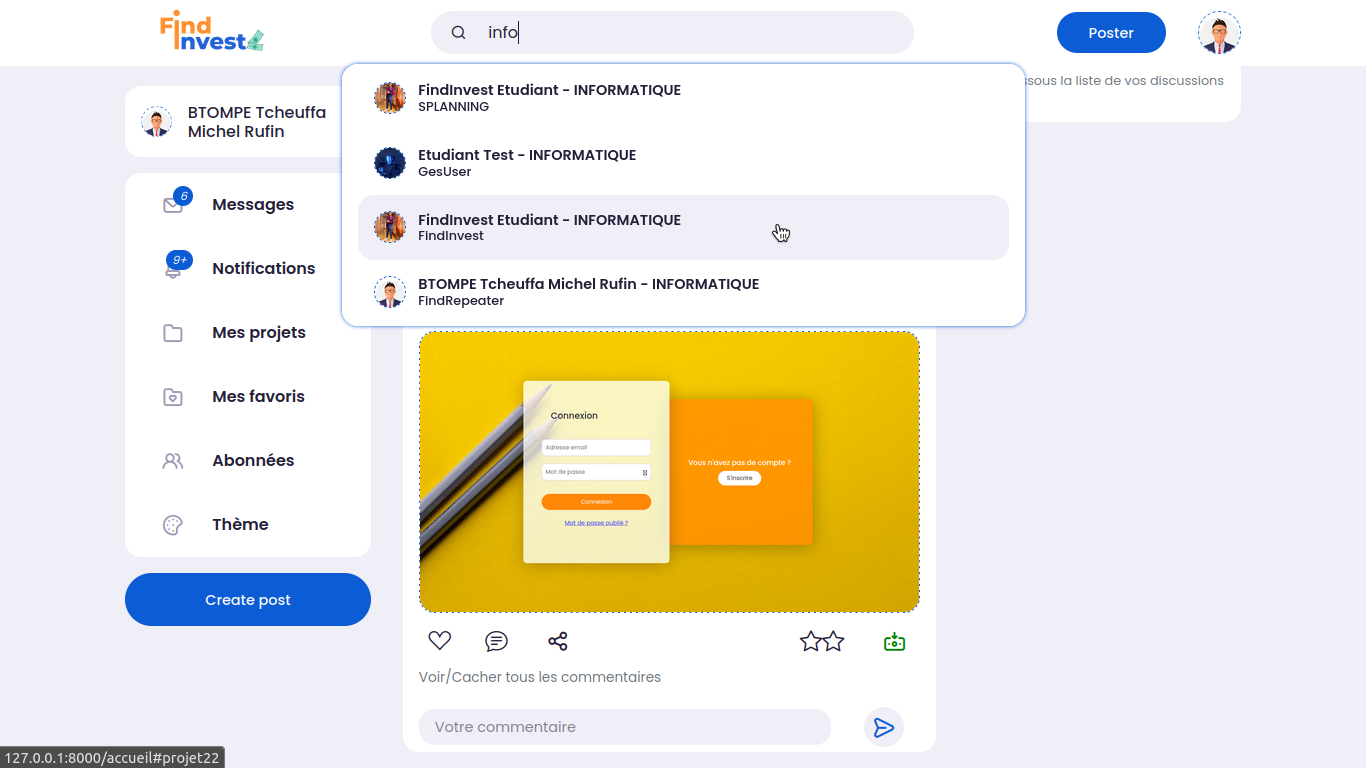 Find
Invest
info
Poster
ssous la liste de vos discussions
BTOMPE Tcheuffa
Michel Rufin
FindInvest Etudiant - INFORMATIQUE
SPLANNING
Etudiant Test - INFORMATIQUE
GesUser
FindInvest Etudiant - INFORMATIQUE
FindInvest
BTOMPE Tcheuffa Michel Rufin - INFORMATIQUE
FindRepeater
6
Messages
9+
Notifications
Mes projets
Mes favoris
Abonnées
Thème
Create post
Connexion
Adresse email
Mot de passe
Connexion
Mot de passe oublié ?
Vous n'avez pas de compte ?
S'inscrire
Voir/Cacher tous les commentaires
Votre commentaire
127.0.0.1:8000/accueil#projet22